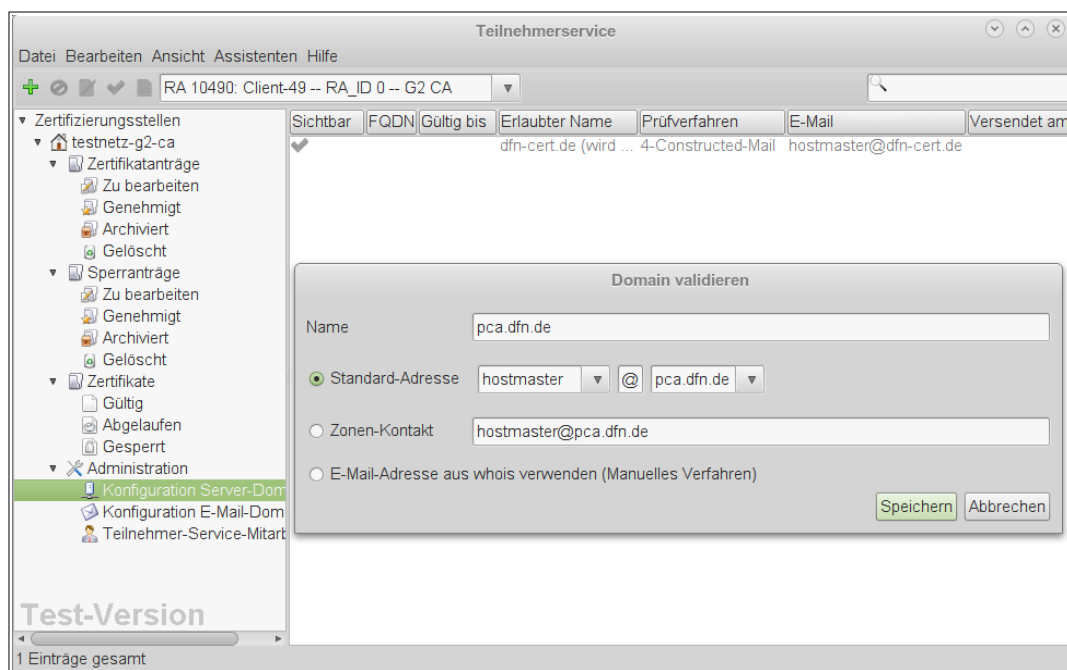 Teilnehmerservice
Datei Bearbeiten Ansicht Assistenten Hilfe
RA 10490: Client-49 -- RA_ID 0 -- G2 CA
Zertifizierungsstellen
testnetz-g2-ca
Zertifikatanträge
Zu bearbeiten
Genehmigt
Archiviert
Gelöscht
Sperranträge
Zu bearbeiten
Genehmigt
Archiviert
Gelöscht
Zertifikate
Gültig
Abgelaufen
Gesperrt
Administration
Konfiguration Server-Dom
Konfiguration E-Mail-Dom
Teilnehmer-Service-Mitart
Test-Version
Sichtbar FQDN Gültig bis Erlaubter Name Prüfverfahren E-Mail Versendet am
dfn-cert.de (wird ... 4-Constructed-Mail hostmaster@dfn-cert.de
Domain validieren
Name pca.dfn.de
Standard-Adresse hostmaster @ pca.dfn.de
Zonen-Kontakt hostmaster@pca.dfn.de
E-Mail-Adresse aus whois verwenden (Manuelles Verfahren)
Speichern Abbrechen
1 Einträge gesamt